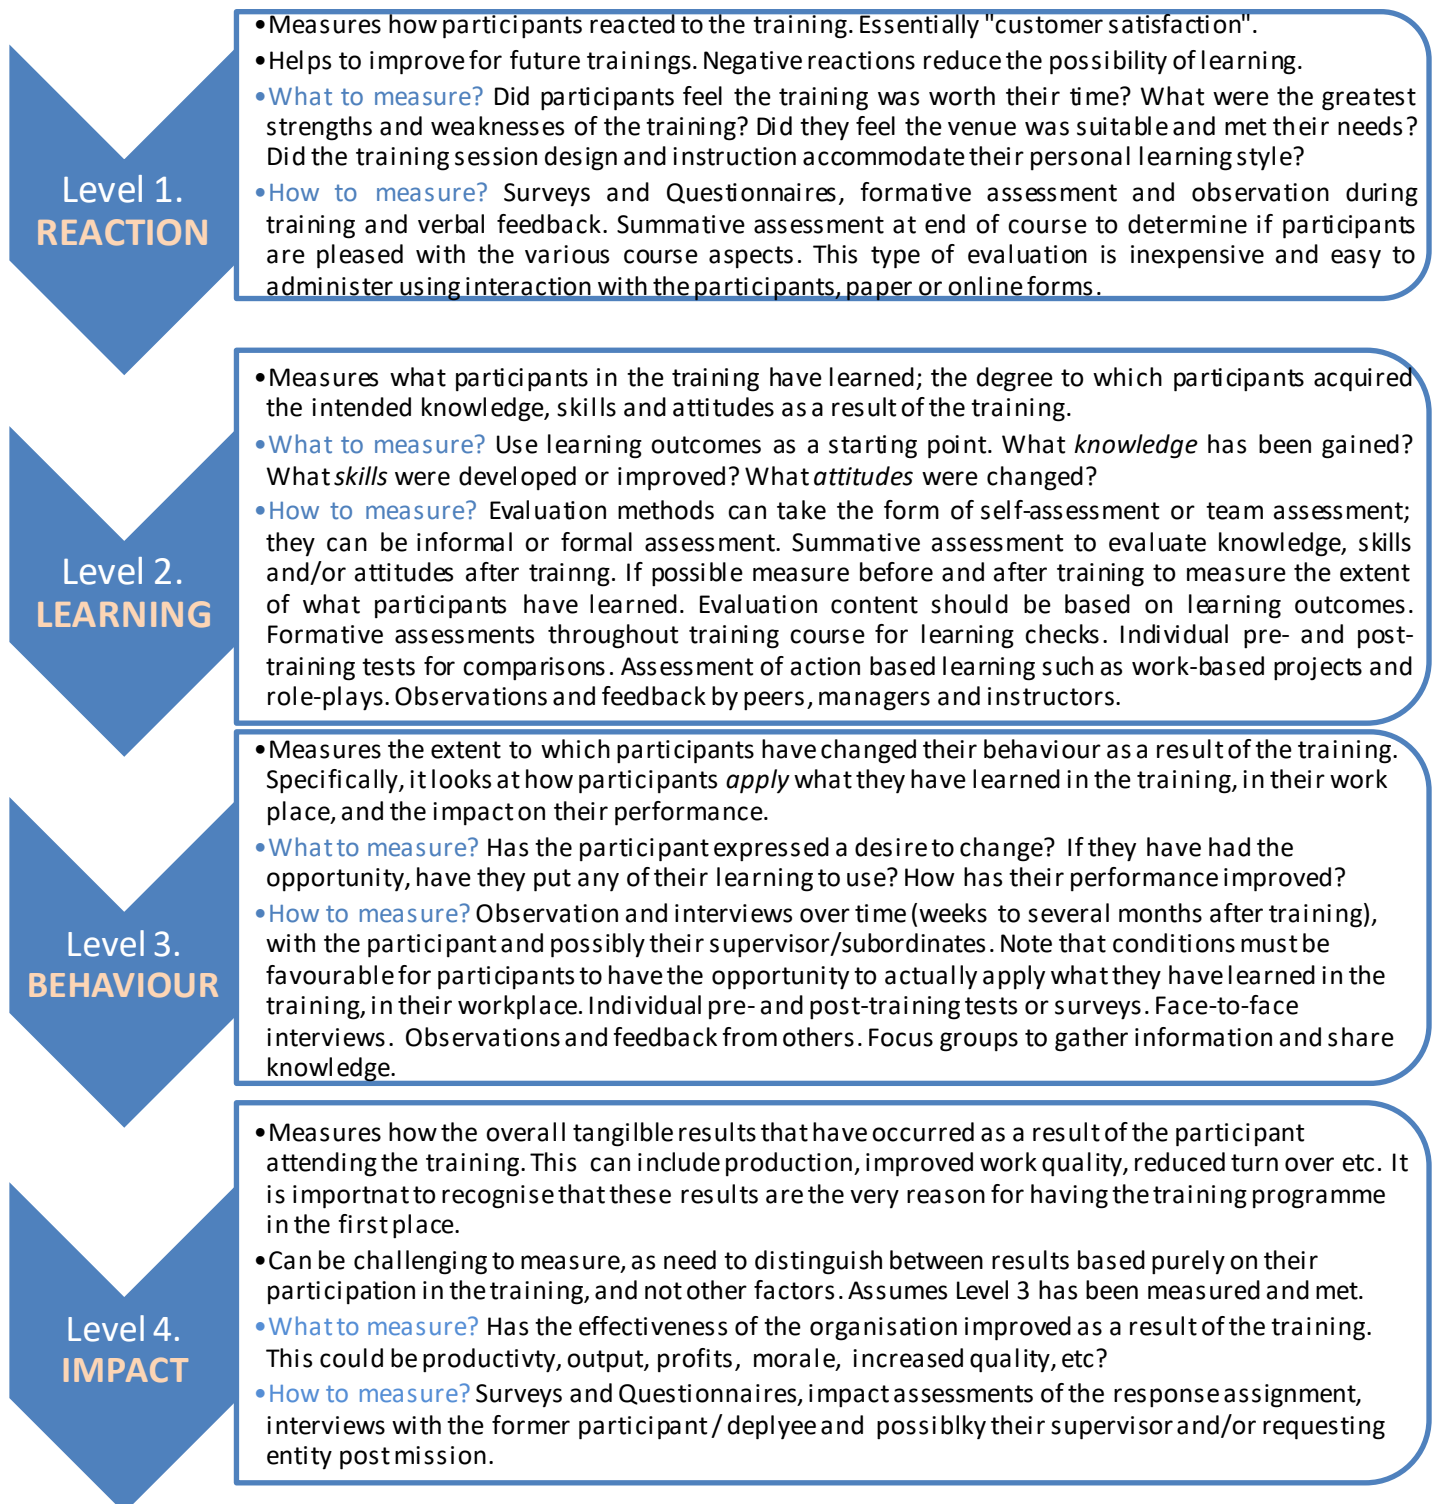 Level 1.
REACTION
•Measures how participants reacted to the training. Essentially "customer satisfaction".
•Helps to improve for future trainings. Negative reactions reduce the possibility of learning.
•What to measure? Did participants feel the training was worth their time? What were the greatest
strengths and weaknesses of the training? Did they feel the venue was suitable and met their needs?
Did the training session design and instruction accommodate their personal learning style?
•How to measure? Surveys and Questionnaires, formative assessment and observation during
training and verbal feedback. Summative assessment at end of course to determine if participants
are pleased with the various course aspects. This type of evaluation is inexpensive and easy to
administer using interaction with the participants, paper or online forms.
Level 2.
LEARNING
•Measures what participants in the training have learned; the degree to which participants acquired
the intended knowledge, skills and attitudes as a result of the training.
•What to measure? Use learning outcomes as a starting point. What knowledge has been gained?
What skills were developed or improved? What attitudes were changed?
•How to measure? Evaluation methods can take the form of self-assessment or team assessment;
they can be informal or formal assessment. Summative assessment to evaluate knowledge, skills
and/or attitudes after trainng. If possible measure before and after training to measure the extent
of what participants have learned. Evaluation content should be based on learning outcomes.
Formative assessments throughout training course for learning checks. Individual pre- and post-
training tests for comparisons. Assessment of action based learning such as work-based projects and
role-plays. Observations and feedback by peers, managers and instructors.
Level 3.
BEHAVIOUR
•Measures the extent to which participants have changed their behaviour as a result of the training.
Specifically, it looks at how participants apply what they have learned in the training, in their work
place, and the impact on their performance.
•What to measure? Has the participant expressed a desire to change? If they have had the
opportunity, have they put any of their learning to use? How has their performance improved?
•How to measure? Observation and interviews over time (weeks to several months after training),
with the participant and possibly their supervisor/subordinates. Note that conditions must be
favourable for participants to have the opportunity to actually apply what they have learned in the
training, in their workplace. Individual pre- and post-training tests or surveys. Face-to-face
interviews. Observations and feedback from others. Focus groups to gather information and share
knowledge.
Level 4.
IMPACT
•Measures how the overall tangilble results that have occurred as a result of the participant
attending the training. This can include production, improved work quality, reduced turn over etc. It
is importnat to recognise that these results are the very reason for having the training programme
in the first place.
•Can be challenging to measure, as need to distinguish between results based purely on their
participation in the training, and not other factors. Assumes Level 3 has been measured and met.
•What to measure? Has the effectiveness of the organisation improved as a result of the training.
This could be productivty, output, profits, morale, increased quality, etc?
•How to measure? Surveys and Questionnaires, impact assessments of the response assignment,
interviews with the former participant / deplyee and possiblky their supervisor and/or requesting
entity post mission.